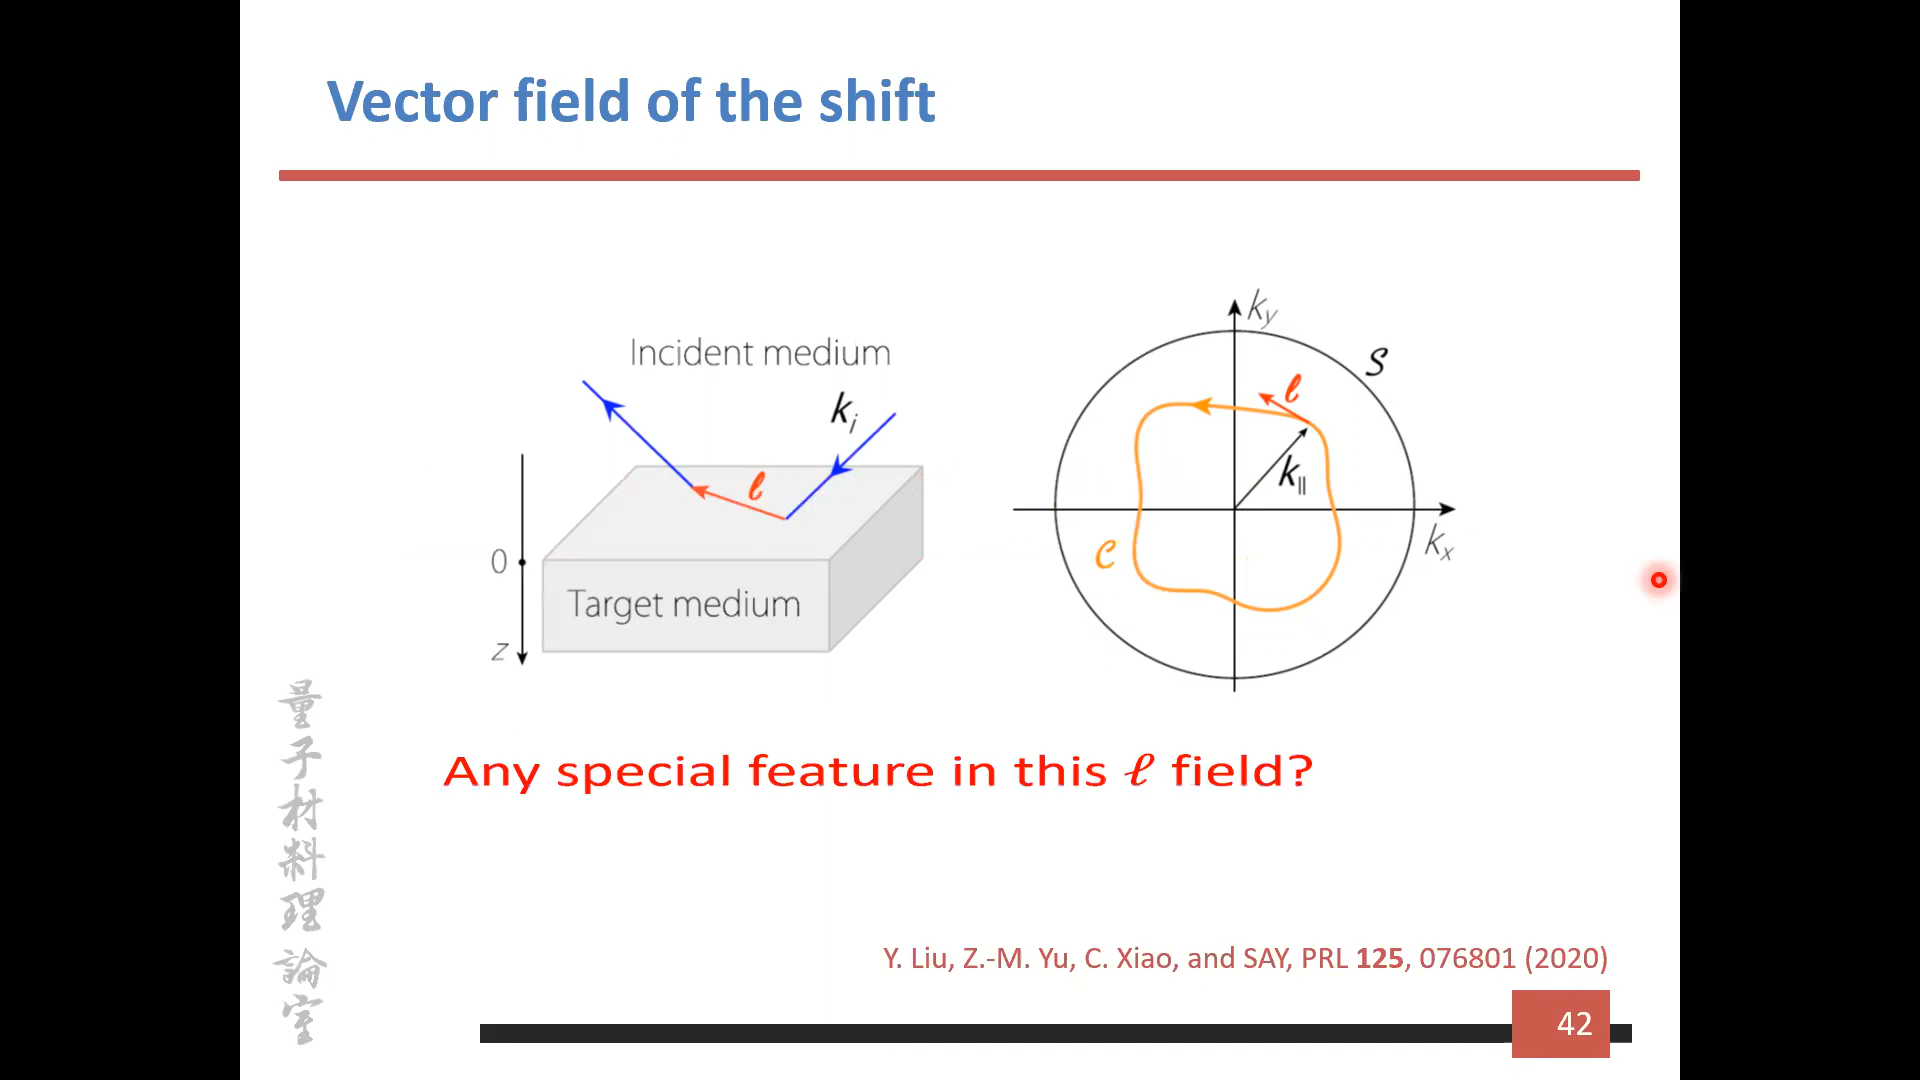 Vector field of the shift
Incident medium
kᵢ
ℓ
0
Target medium
z
k_y
S
ℓ
k_∥
k_x
C
Any special feature in this ℓ field?
量子材料理論室
Y. Liu, Z.-M. Yu, C. Xiao, and SAY, PRL 125, 076801 (2020)
42